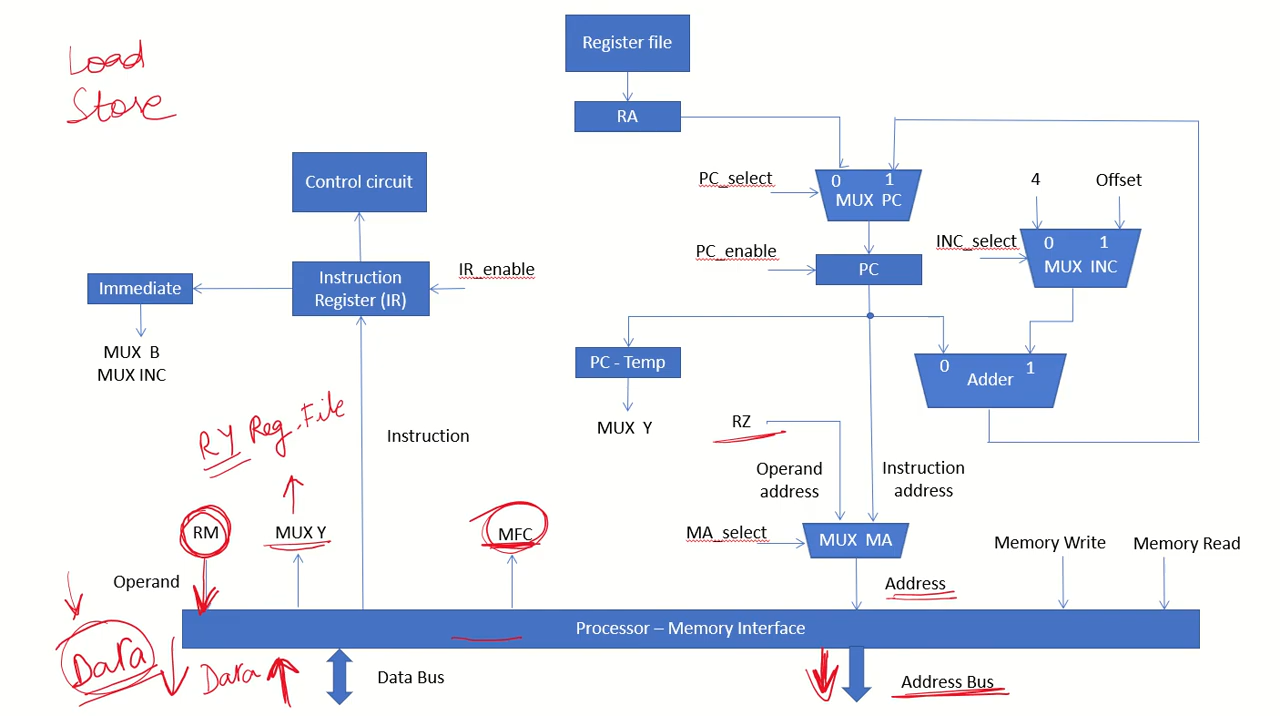 Load
Store
Register file
RA
Control circuit
PC_select
0 1
MUX PC
4 Offset
INC_select
0 1
MUX INC
PC_enable
PC
Immediate
Instruction
Register (IR)
IR_enable
MUX B
MUX INC
PC - Temp
MUX Y
0 1
Adder
RY Reg.File
Instruction
RZ
Operand
address
Instruction
address
RM
MUX Y
MFC
MA_select
MUX MA
Memory Write
Memory Read
Operand
Address
Processor – Memory Interface
Data
Data
Data Bus
Address Bus